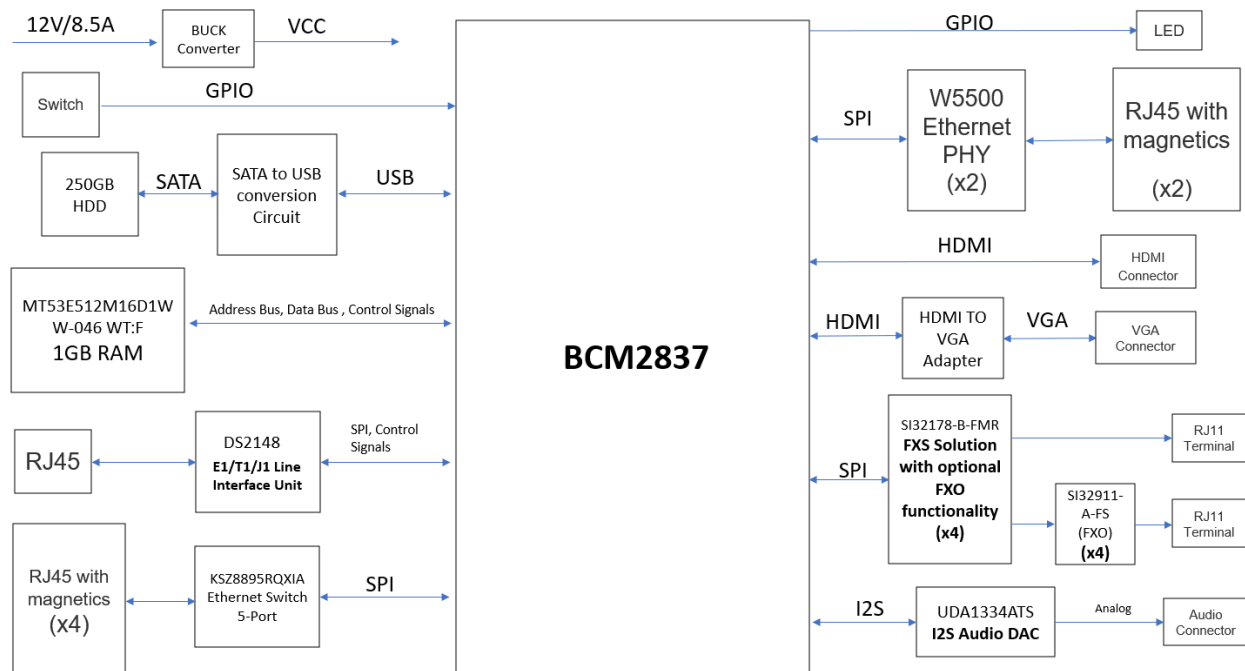 12V/8.5A
BUCK
Converter
VCC
Switch
GPIO
250GB
HDD
SATA
SATA to USB
conversion
Circuit
USB
MT53E512M16D1W
W-046 WT:F
1GB RAM
Address Bus, Data Bus , Control Signals
RJ45
DS2148
E1/T1/J1 Line
Interface Unit
SPI, Control
Signals
RJ45 with
magnetics
(x4)
KSZ8895RQXIA
Ethernet Switch
5-Port
SPI
BCM2837
GPIO
LED
SPI
W5500
Ethernet
PHY
(x2)
RJ45 with
magnetics
(x2)
HDMI
HDMI
Connector
HDMI
HDMI TO
VGA
Adapter
VGA
VGA
Connector
SPI
SI32178-B-FMR
FXS Solution
with optional
FXO
functionality
(x4)
RJ11
Terminal
SI32911-
A-FS
(FXO)
(x4)
RJ11
Terminal
I2S
UDA1334ATS
I2S Audio DAC
Analog
Audio
Connector